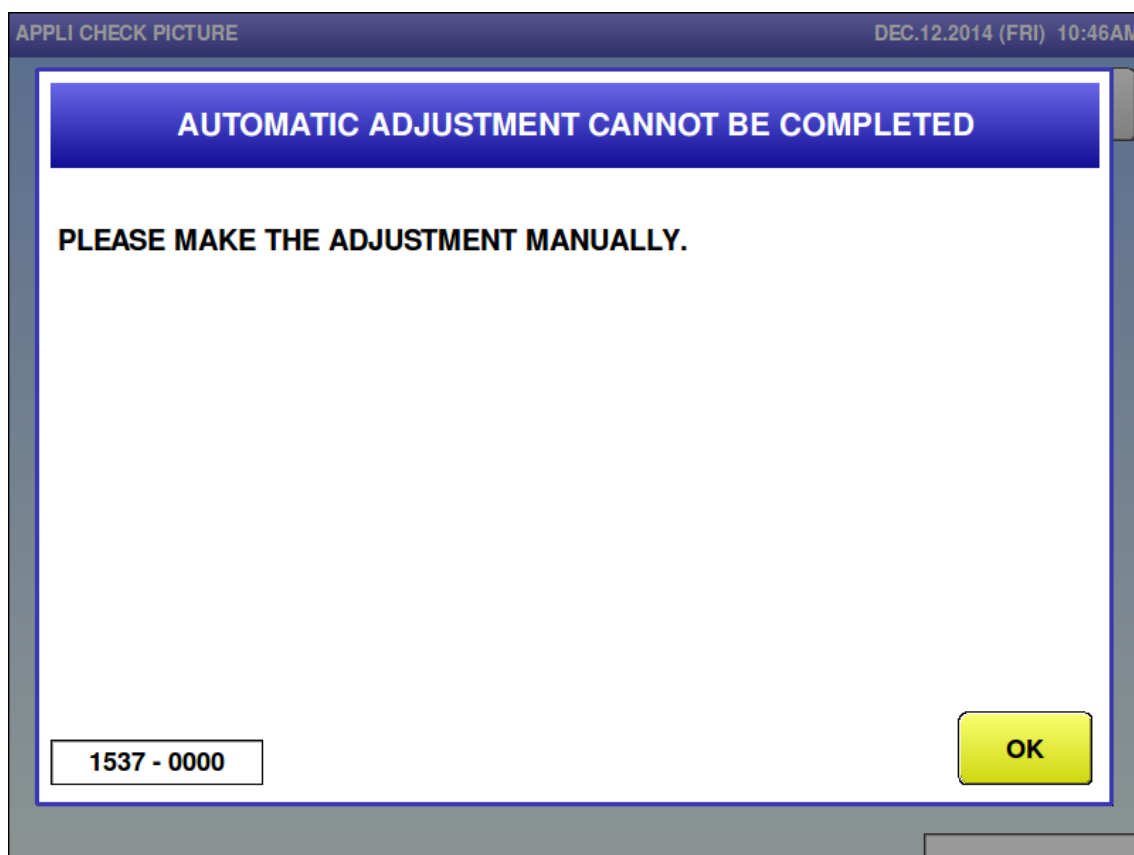 APPLI CHECK PICTURE DEC.12.2014 (FRI) 10:46AM
AUTOMATIC ADJUSTMENT CANNOT BE COMPLETED
PLEASE MAKE THE ADJUSTMENT MANUALLY.
1537 - 0000
OK